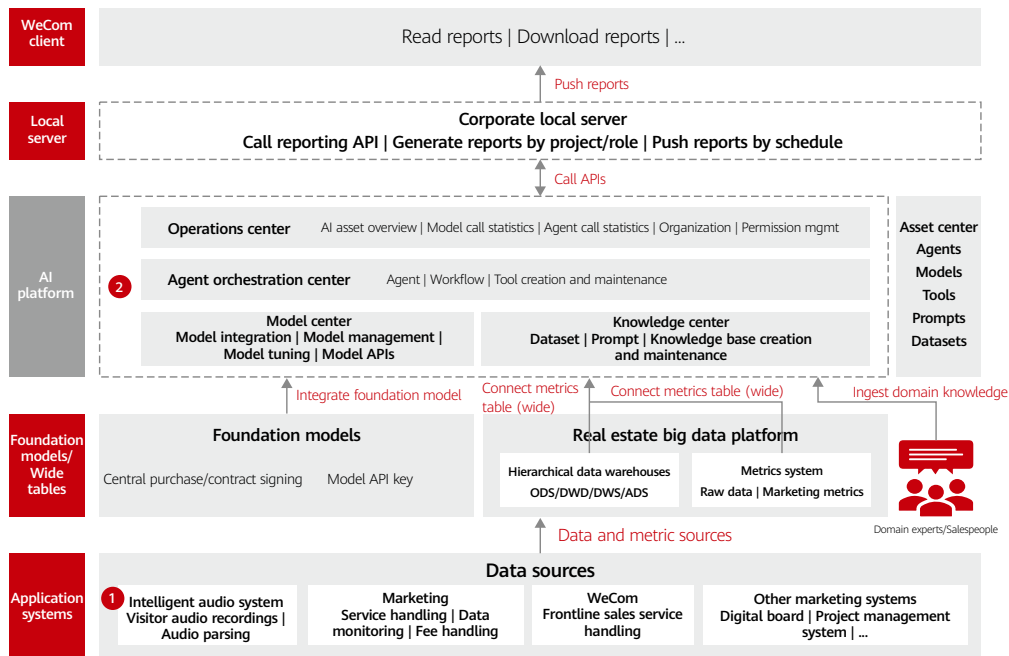 WeCom
client
Read reports | Download reports | ...
Push reports
Local
server
Corporate local server
Call reporting API | Generate reports by project/role | Push reports by schedule
Call APIs
AI
platform
2
Operations center
AI asset overview | Model call statistics | Agent call statistics | Organization | Permission mgmt
Agent orchestration center
Agent | Workflow | Tool creation and maintenance
Model center
Model integration | Model management |
Model tuning | Model APIs
Knowledge center
Dataset | Prompt | Knowledge base creation
and maintenance
Asset center
Agents
Models
Tools
Prompts
Datasets
Integrate foundation model
Connect metrics
table (wide)
Connect metrics table (wide)
Ingest domain knowledge
Foundation
models/
Wide
tables
Foundation models
Central purchase/contract signing
Model API key
Real estate big data platform
Hierarchical data warehouses
ODS/DWD/DWS/ADS
Metrics system
Raw data | Marketing metrics
Domain experts/Salespeople
Data and metric sources
Application
systems
Data sources
1
Intelligent audio system
Visitor audio recordings |
Audio parsing
Marketing
Service handling | Data
monitoring | Fee handling
WeCom
Frontline sales service
handling
Other marketing systems
Digital board | Project management
system | ...